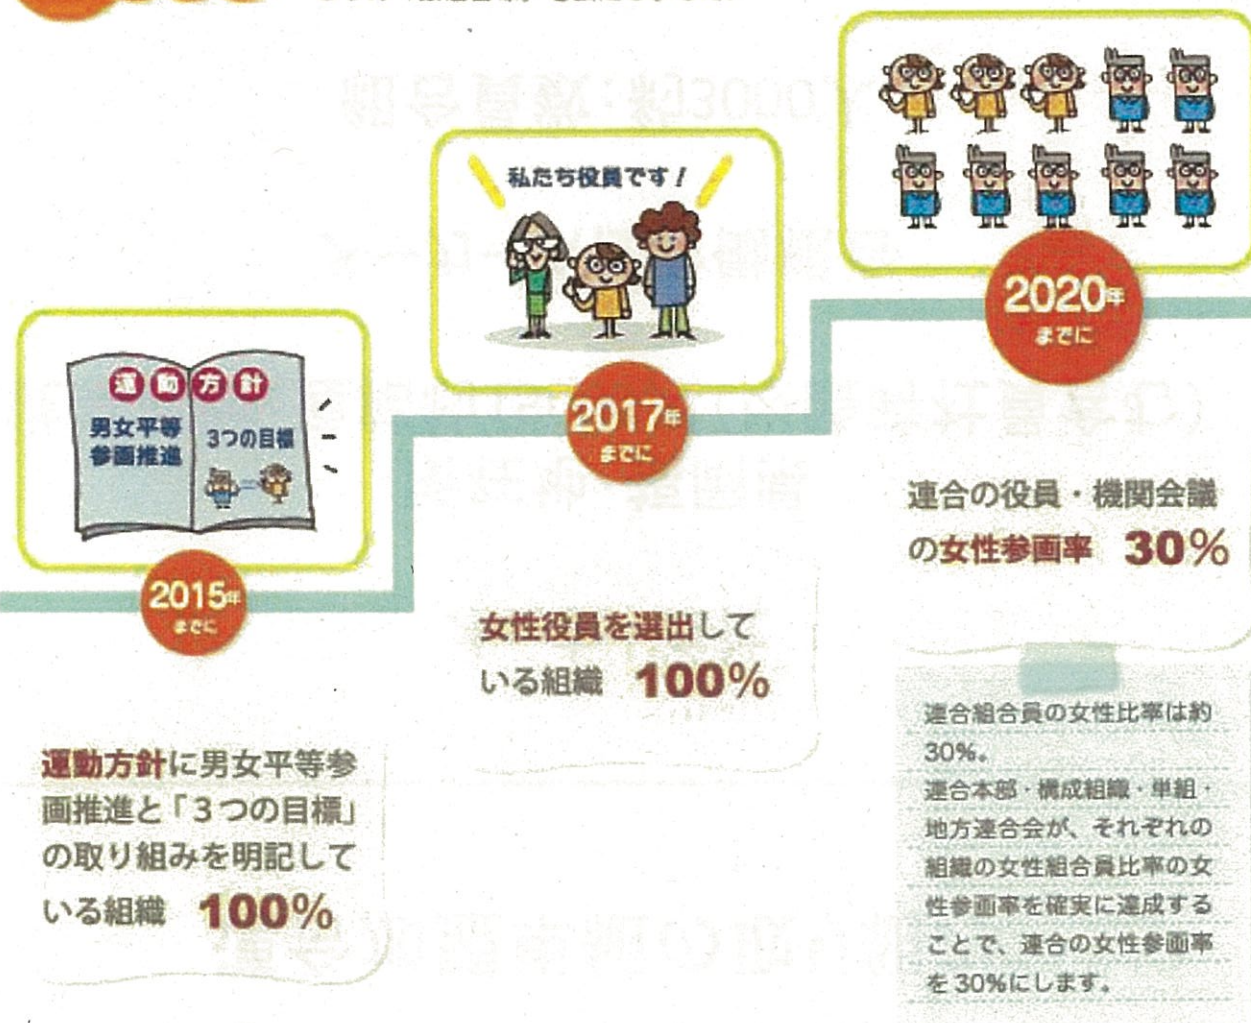 私たち役員です！
運動方針
男女平等
参画推進
3つの目標
2015年
までに
2017年
までに
2020年
までに
運動方針に男女平等参
画推進と「３つの目標」
の取り組みを明記して
いる組織 100%
女性役員を選出して
いる組織 100%
連合の役員・機関会議
の女性参画率 30%
連合組合員の女性比率は約
30%。
連合本部・構成組織・単組・
地方連合会が、それぞれの
組織の女性組合員比率の女
性参画率を確実に達成する
ことで、連合の女性参画率
を30%にします。